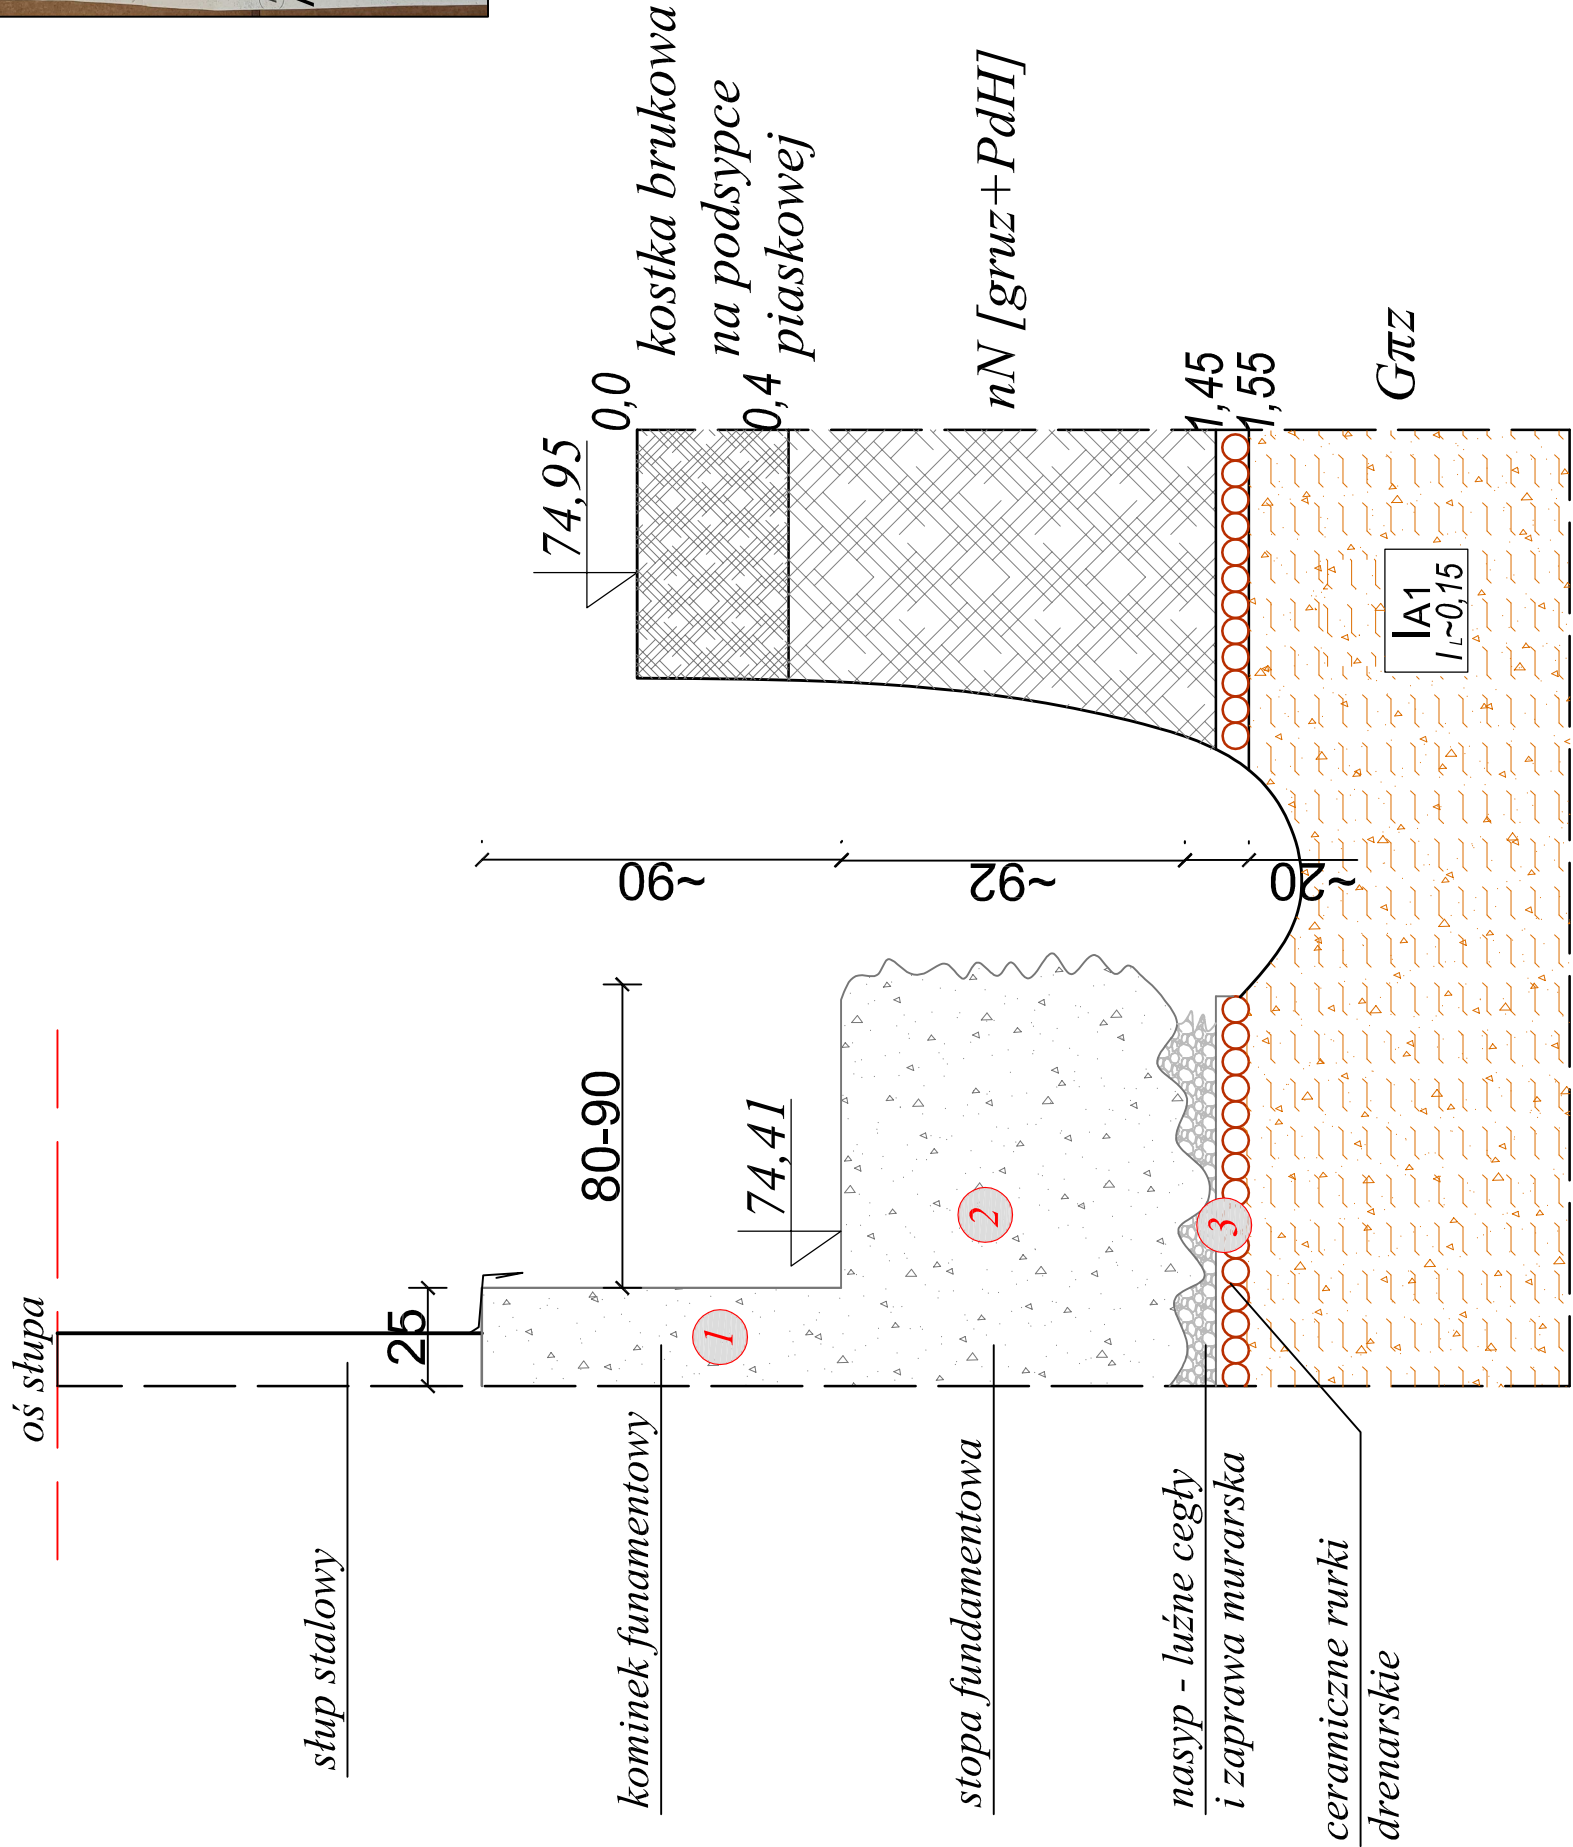 oś słupa
słup stalowy
25
kominek funamentowy
1
80-90
74,41
stopa fundamentowa
2
nasyp - luźne cegły
i zaprawa murarska
3
ceramiczne rurki
drenarskie
~90
~92
~20
74,95
0,0
kostka brukowa
na podsypce
piaskowej
0,4
nN [gruz+PdH]
1,45
1,55
Gπz
IA1
IL~0,15